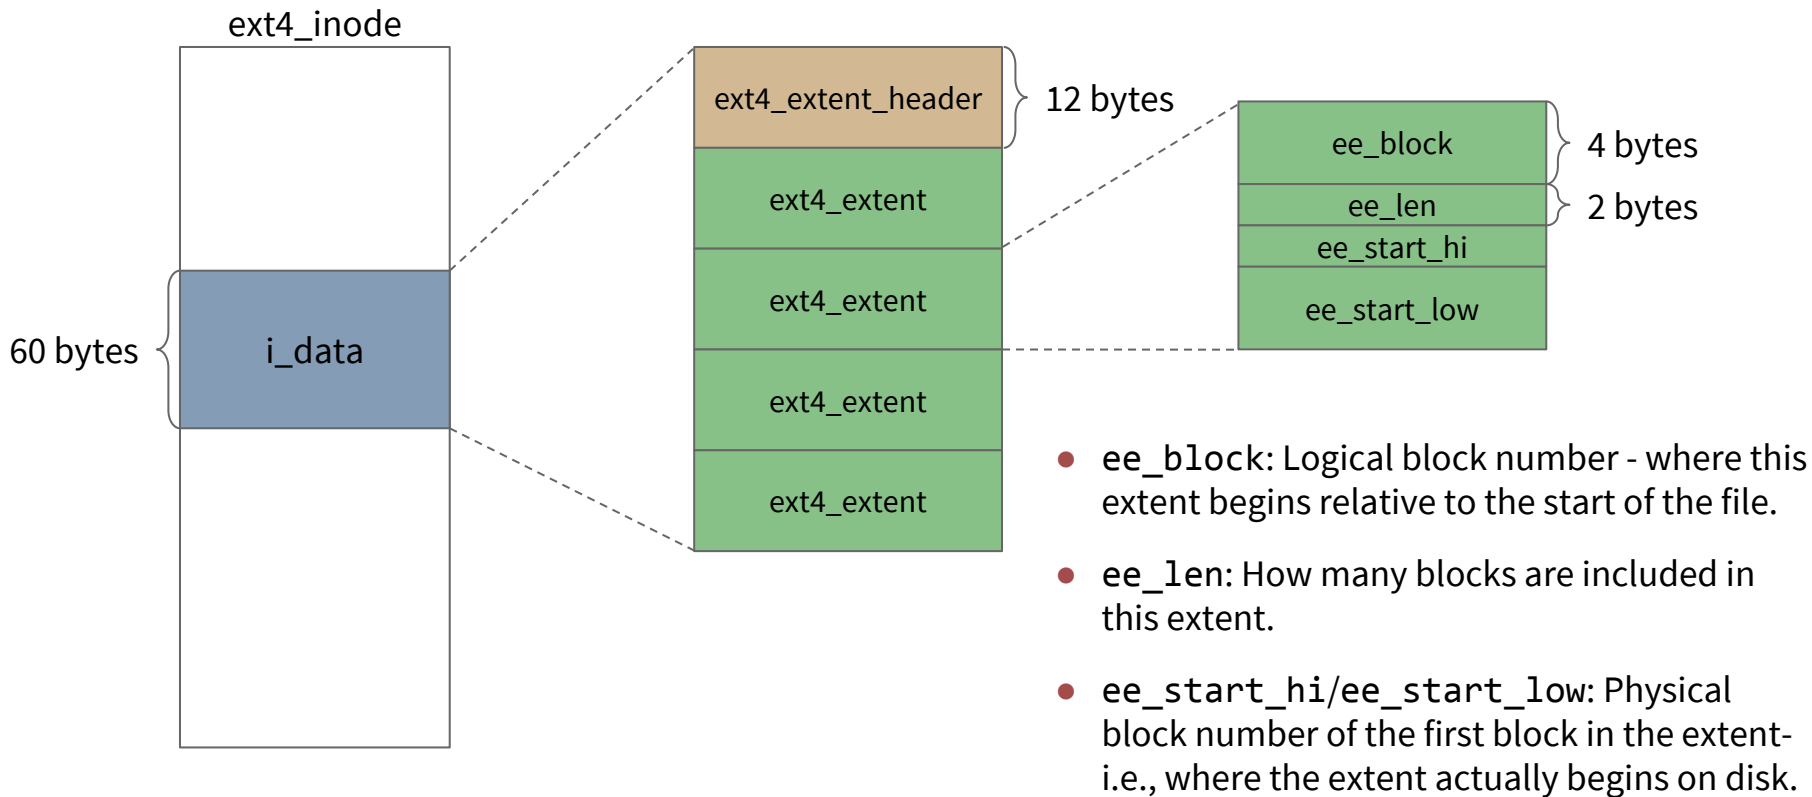 ext4_inode
60 bytes
i_data
ext4_extent_header
12 bytes
ext4_extent
ext4_extent
ext4_extent
ext4_extent
ee_block
4 bytes
ee_len
2 bytes
ee_start_hi
ee_start_low
● ee_block: Logical block number - where this
extent begins relative to the start of the file.
● ee_len: How many blocks are included in
this extent.
● ee_start_hi/ee_start_low: Physical
block number of the first block in the extent-
i.e., where the extent actually begins on disk.